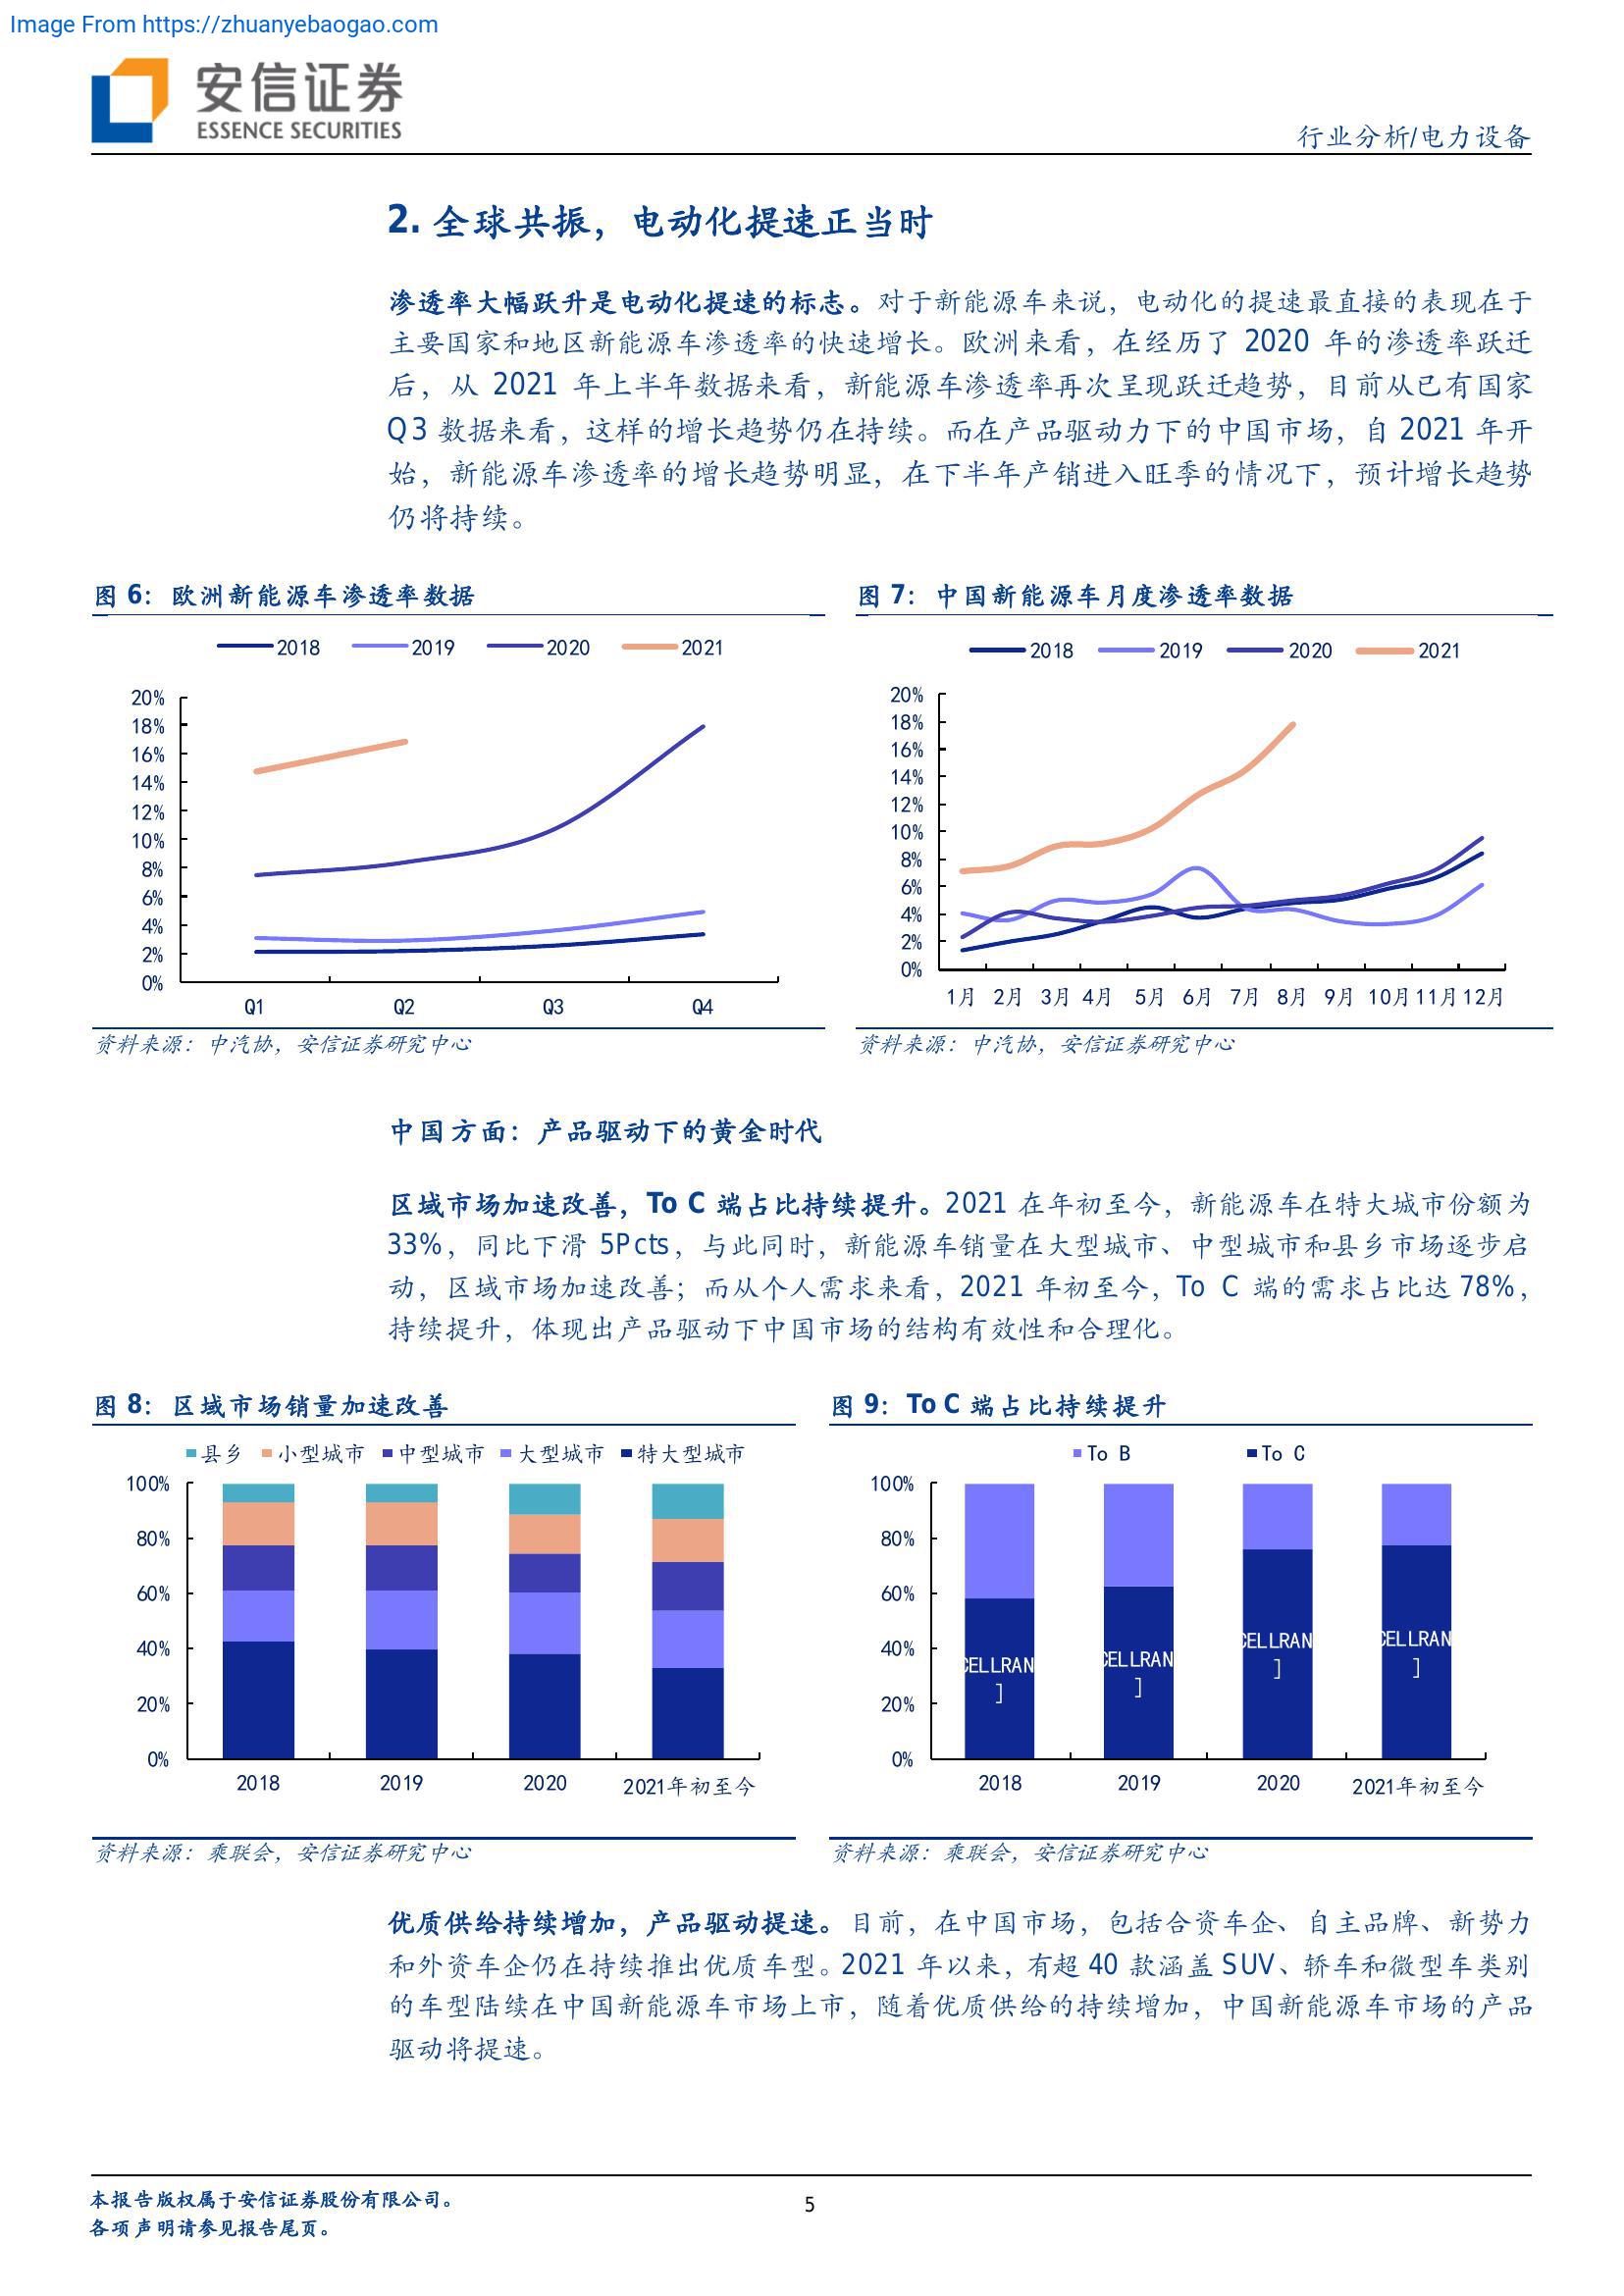 Image From https://zhuanyebaogao.com
安信证券
ESSENCE SECURITIES
行业分析/电力设备
2. 全球共振，电动化提速正当时
渗透率大幅跃升是电动化提速的标志。对于新能源车来说，电动化的提速最直接的表现在于
主要国家和地区新能源车渗透率的快速增长。欧洲来看，在经历了 2020 年的渗透率跃迁
后，从 2021 年上半年数据来看，新能源车渗透率再次呈现跃迁趋势，目前从已有国家
Q3 数据来看，这样的增长趋势仍在持续。而在产品驱动力下的中国市场，自 2021 年开
始，新能源车渗透率的增长趋势明显，在下半年产销进入旺季的情况下，预计增长趋势
仍将持续。
图 6：欧洲新能源车渗透率数据
2018 2019 2020 2021
20%
18%
16%
14%
12%
10%
8%
6%
4%
2%
0%
Q1 Q2 Q3 Q4
资料来源：中汽协，安信证券研究中心
图 7：中国新能源车月度渗透率数据
2018 2019 2020 2021
20%
18%
16%
14%
12%
10%
8%
6%
4%
2%
0%
1月 2月 3月 4月 5月 6月 7月 8月 9月 10月 11月 12月
资料来源：中汽协，安信证券研究中心
中国方面：产品驱动下的黄金时代
区域市场加速改善，To C 端占比持续提升。2021 在年初至今，新能源车在特大城市份额为
33%，同比下滑 5Pcts，与此同时，新能源车销量在大型城市、中型城市和县乡市场逐步启
动，区域市场加速改善；而从个人需求来看，2021 年初至今，To C 端的需求占比达 78%，
持续提升，体现出产品驱动下中国市场的结构有效性和合理化。
图 8：区域市场销量加速改善
县乡 小型城市 中型城市 大型城市 特大型城市
100%
80%
60%
40%
20%
0%
2018 2019 2020 2021年初至今
资料来源：乘联会，安信证券研究中心
图 9：To C 端占比持续提升
To B To C
100%
80%
60%
40%
20%
0%
CELLRAN
]
CELLRAN
]
CELLRAN
]
CELLRAN
]
2018 2019 2020 2021年初至今
资料来源：乘联会，安信证券研究中心
优质供给持续增加，产品驱动提速。目前，在中国市场，包括合资车企、自主品牌、新势力
和外资车企仍在持续推出优质车型。2021 年以来，有超 40 款涵盖 SUV、轿车和微型车类别
的车型陆续在中国新能源车市场上市，随着优质供给的持续增加，中国新能源车市场的产品
驱动将提速。
本报告版权属于安信证券股份有限公司。
各项声明请参见报告尾页。
5